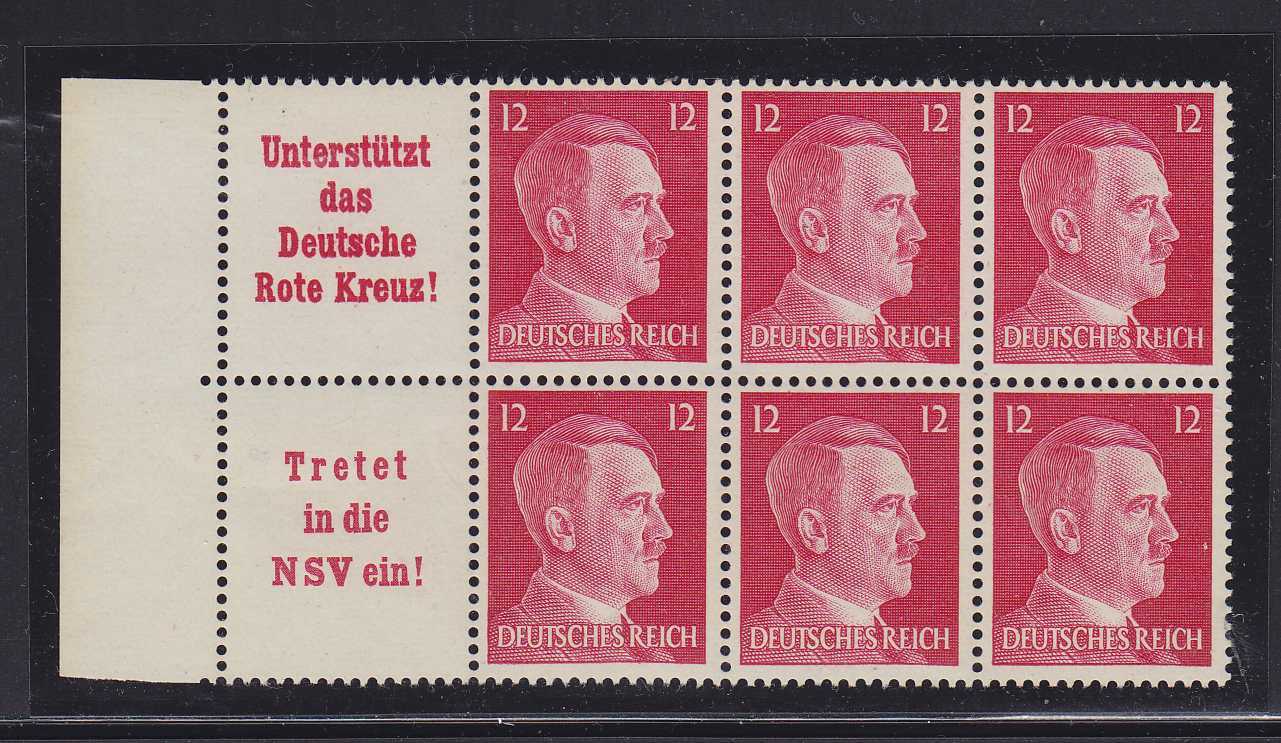 Unterstützt
das
Deutsche
Rote Kreuz!
12 12
DEUTSCHES REICH
12 12
DEUTSCHES REICH
12 12
DEUTSCHES REICH
Tretet
in die
NSV ein!
12 12
DEUTSCHES REICH
12 12
DEUTSCHES REICH
12 12
DEUTSCHES REICH